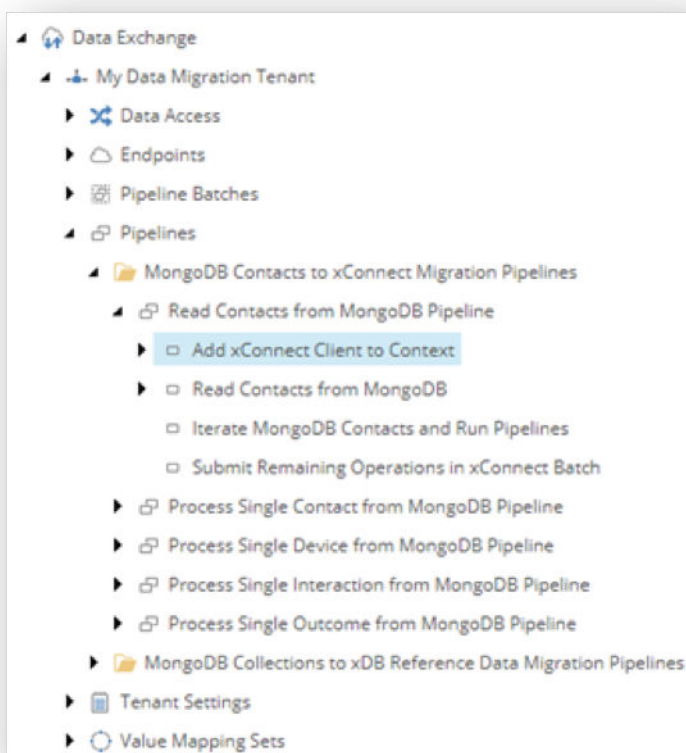 Data Exchange
My Data Migration Tenant
Data Access
Endpoints
Pipeline Batches
Pipelines
MongoDB Contacts to xConnect Migration Pipelines
Read Contacts from MongoDB Pipeline
Add xConnect Client to Context
Read Contacts from MongoDB
Iterate MongoDB Contacts and Run Pipelines
Submit Remaining Operations in xConnect Batch
Process Single Contact from MongoDB Pipeline
Process Single Device from MongoDB Pipeline
Process Single Interaction from MongoDB Pipeline
Process Single Outcome from MongoDB Pipeline
MongoDB Collections to xDB Reference Data Migration Pipelines
Tenant Settings
Value Mapping Sets